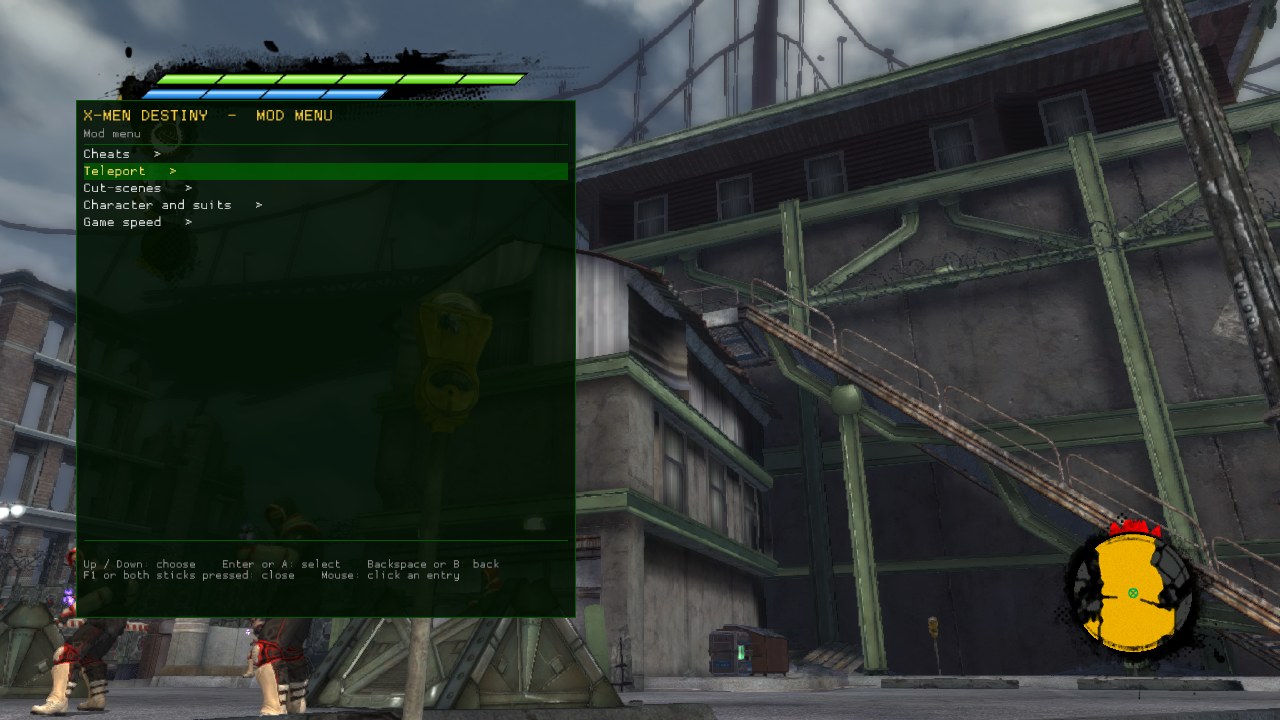 X-MEN DESTINY - MOD MENU
Mod menu
Cheats >
Teleport >
Cut-scenes >
Character and suits >
Game speed >
Up / Down choose Enter or A: select Backspace or B back
F1 or both sticks pressed: close Mouse: click an entry